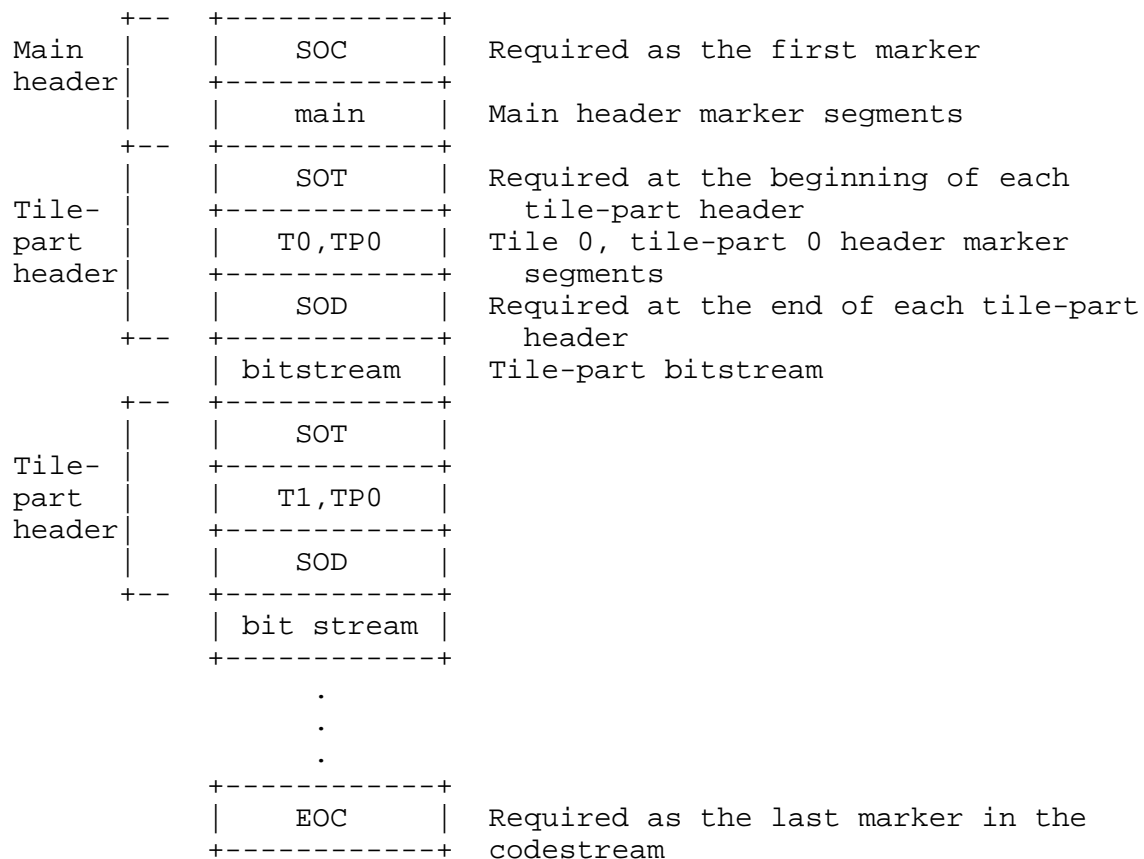 +--  +------------+
Main |    |    SOC     |  Required as the first marker
header|   +------------+
     |    |    main    |  Main header marker segments
     +--  +------------+
     |    |    SOT     |  Required at the beginning of each
Tile- |   +------------+    tile-part header
part |    |   T0,TP0   |  Tile 0, tile-part 0 header marker
header|   +------------+    segments
     |    |    SOD     |  Required at the end of each tile-part
     +--  +------------+    header
          | bitstream  |  Tile-part bitstream
     +--  +------------+
     |    |    SOT     |
Tile- |   +------------+
part |    |   T1,TP0   |
header|   +------------+
     |    |    SOD     |
     +--  +------------+
          | bit stream |
          +------------+
                .
                .
                .
          +------------+
          |    EOC     |  Required as the last marker in the
          +------------+  codestream